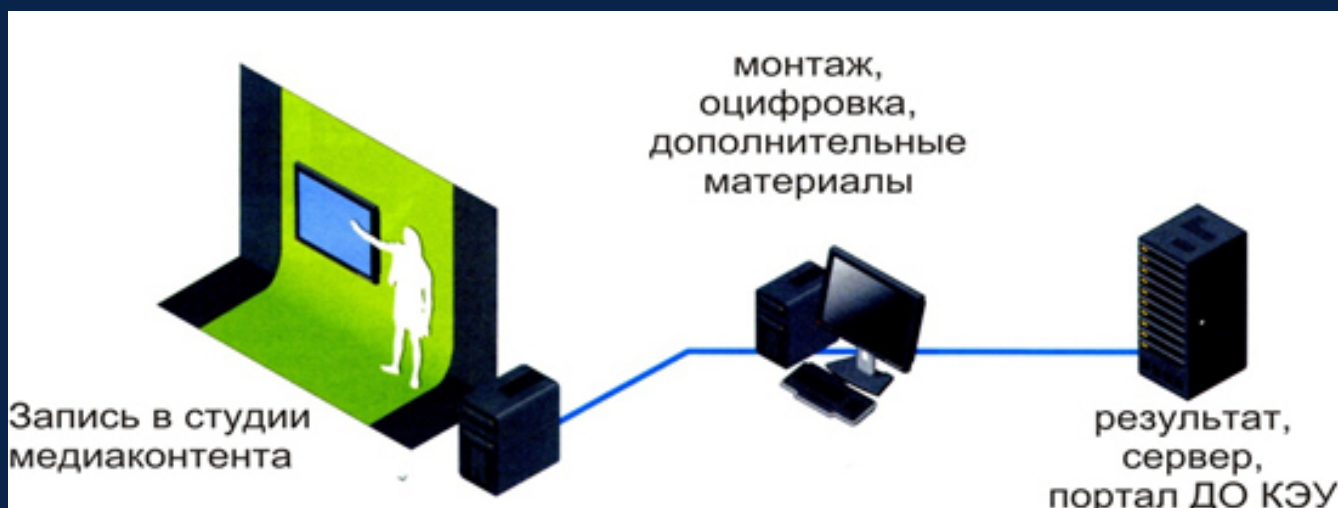 Запись в студии
медиаконтента
монтаж,
оцифровка,
дополнительные
материалы
результат,
сервер,
портал ДО КЭУ